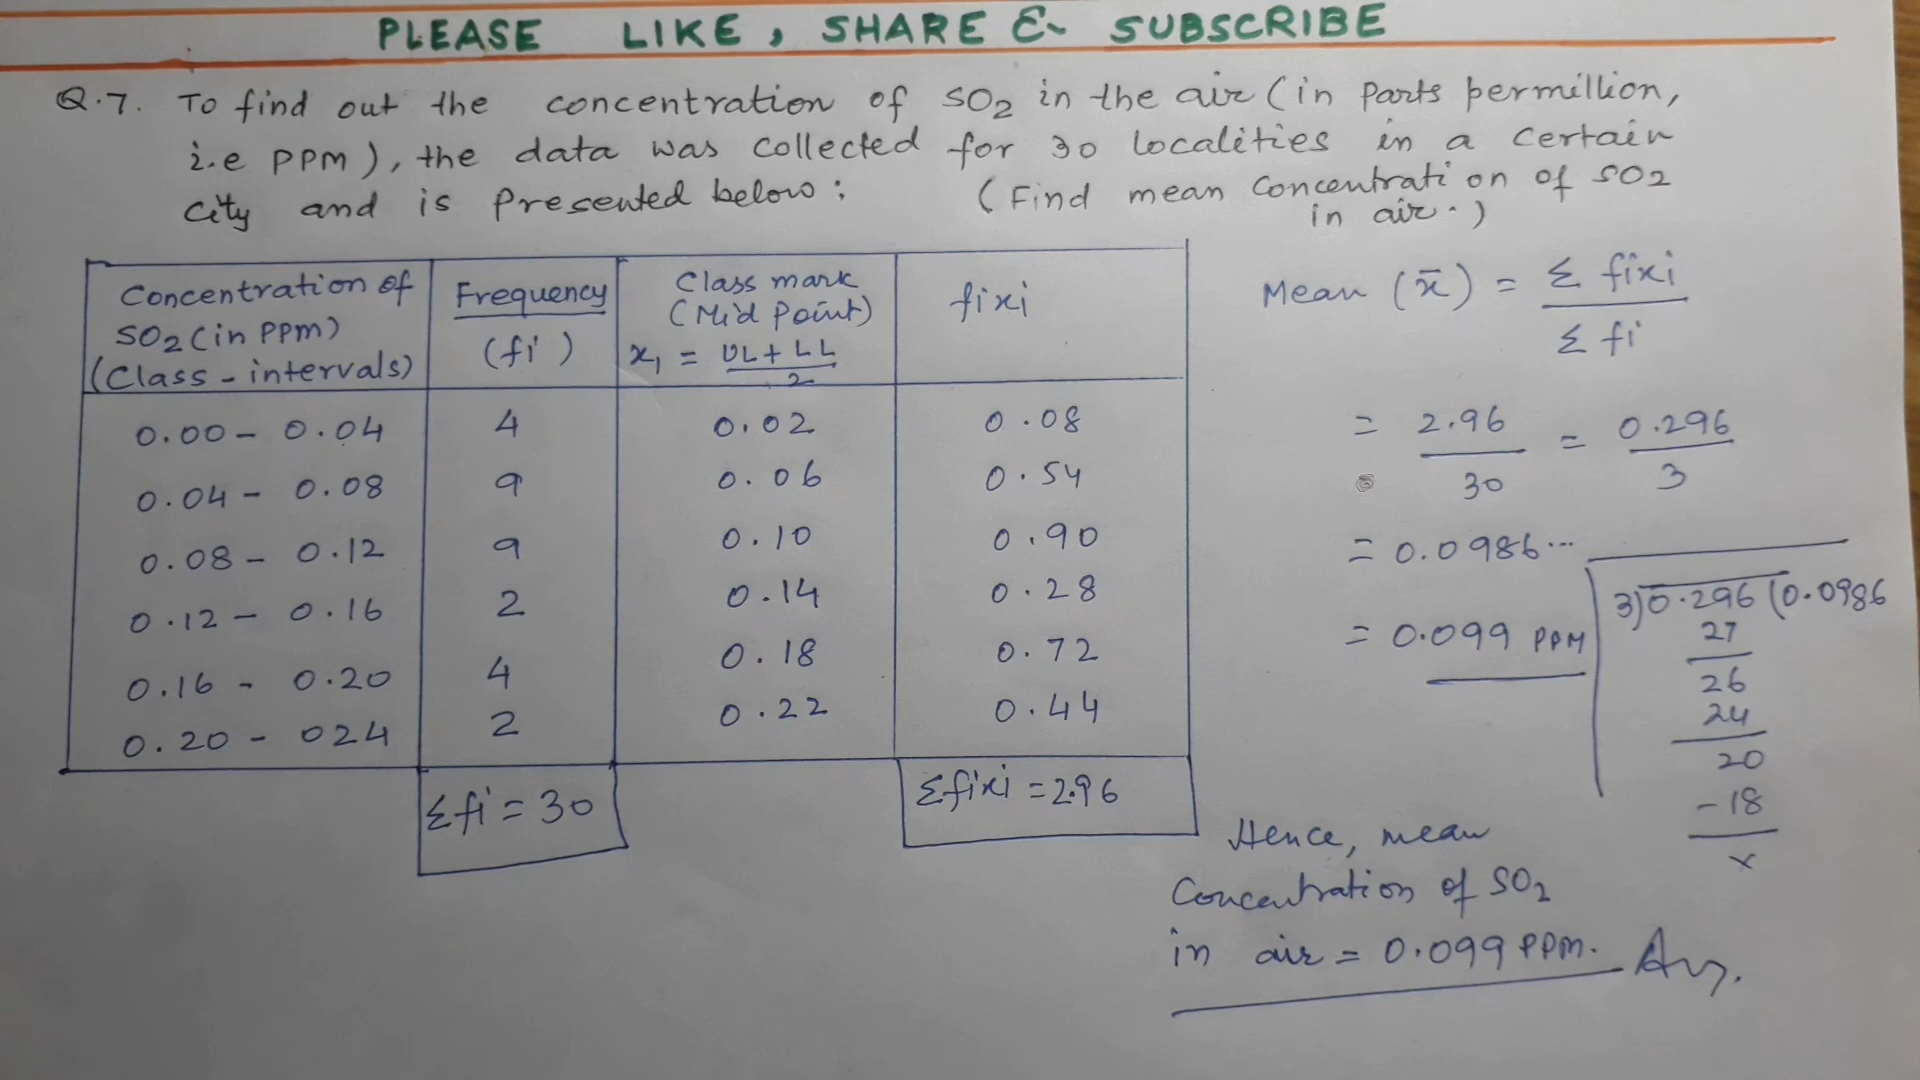 PLEASE LIKE, SHARE & SUBSCRIBE
Q.7. To find out the concentration of SO2 in the air (in parts permillion,
i.e PPM), the data was collected for 30 localities in a certain
city and is presented below: (Find mean concentration of SO2
in air.)
Concentration of
SO2 (in PPM)
(Class-intervals)
Frequency
(fi)
Class mark
(Mid Point)
x1 = UL+LL
2
fixi
0.00 - 0.04 4 0.02 0.08
0.04 - 0.08 9 0.06 0.54
0.08 - 0.12 9 0.10 0.90
0.12 - 0.16 2 0.14 0.28
0.16 - 0.20 4 0.18 0.72
0.20 - 024 2 0.22 0.44
Σfi = 30 Σfixi = 2.96
Mean (x̄) = Σ fixi
Σ fi
= 2.96 = 0.296
30 3
= 0.0986...
= 0.099 PPM
3)0.296(0.0986
27
26
24
20
-18
x
Hence, mean
Concentration of SO2
in air = 0.099 PPM. Ans.